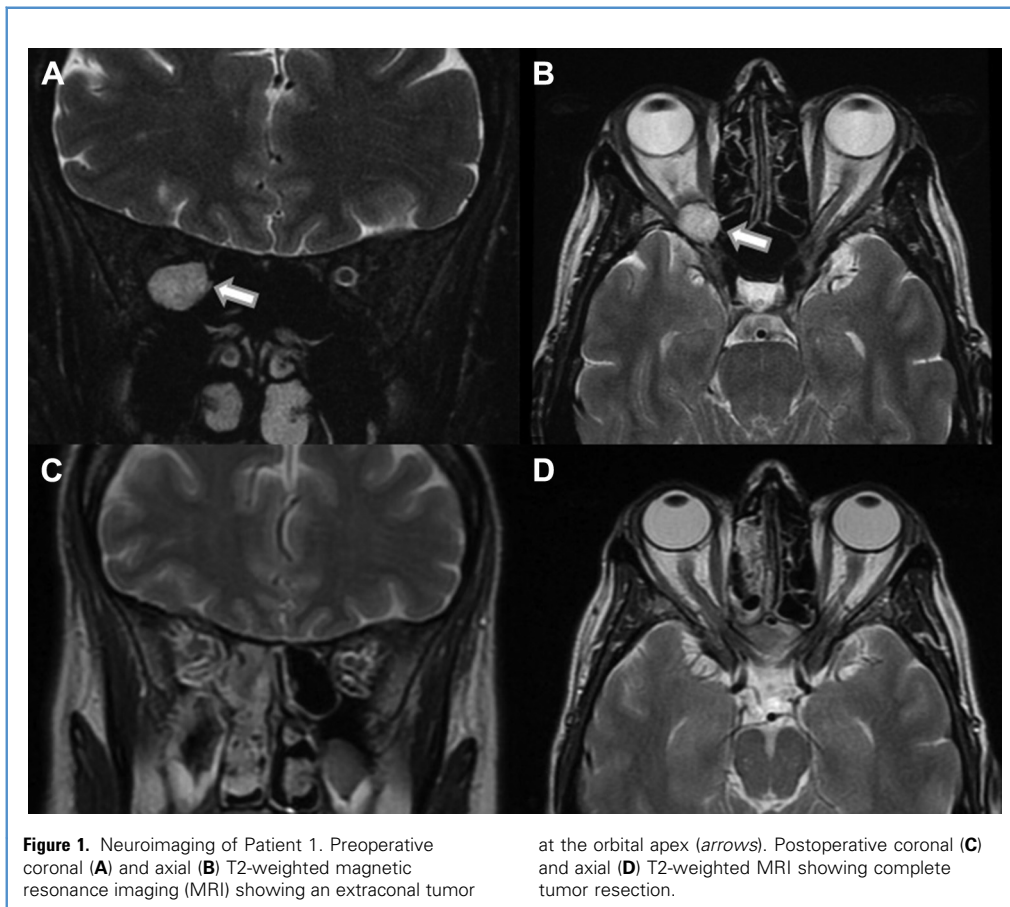 A
B
C
D
Figure 1. Neuroimaging of Patient 1. Preoperative
coronal (A) and axial (B) T2-weighted magnetic
resonance imaging (MRI) showing an extraconal tumor
at the orbital apex (arrows). Postoperative coronal (C)
and axial (D) T2-weighted MRI showing complete
tumor resection.